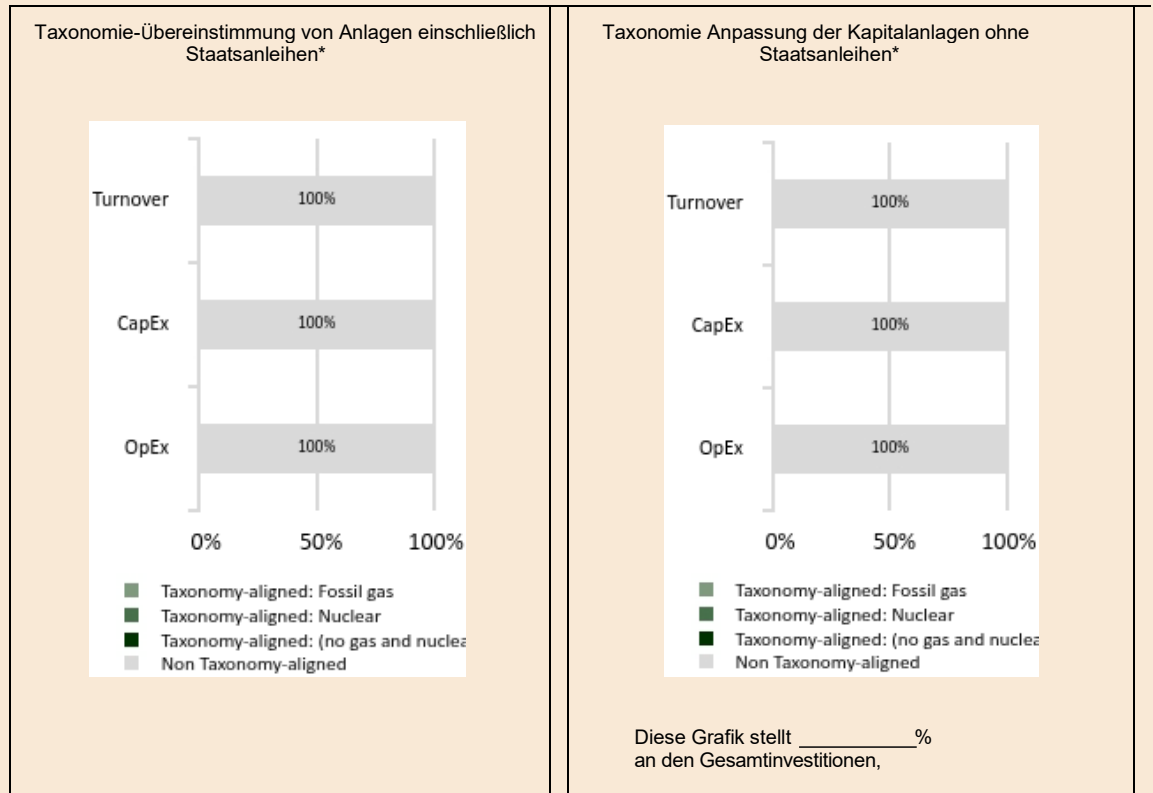 Taxonomie-Übereinstimmung von Anlagen einschließlich
Staatsanleihen*
Turnover
100%
CapEx
100%
OpEx
100%
0% 50% 100%
Taxonomy-aligned: Fossil gas
Taxonomy-aligned: Nuclear
Taxonomy-aligned: (no gas and nuclea
Non Taxonomy-aligned
Taxonomie Anpassung der Kapitalanlagen ohne
Staatsanleihen*
Turnover
100%
CapEx
100%
OpEx
100%
0% 50% 100%
Taxonomy-aligned: Fossil gas
Taxonomy-aligned: Nuclear
Taxonomy-aligned: (no gas and nuclea
Non Taxonomy-aligned
Diese Grafik stellt ___________%
an den Gesamtinvestitionen,